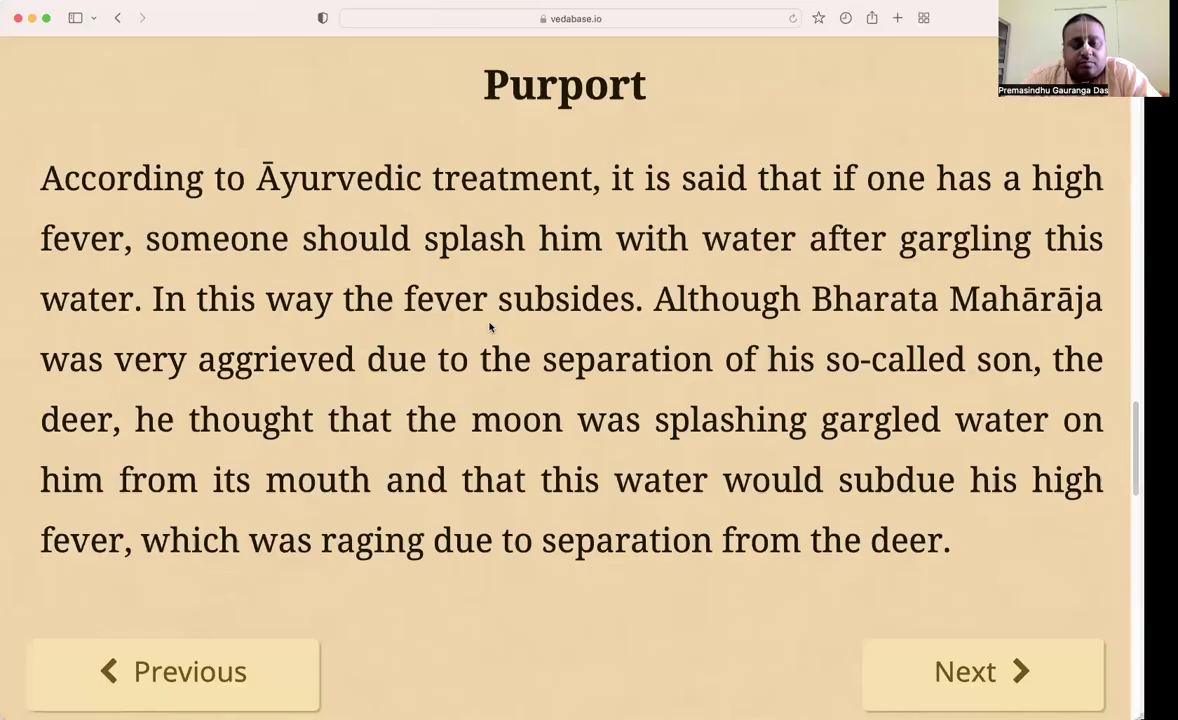 vedabase.io
Premasindhu Gauranga Das
Purport
According to Āyurvedic treatment, it is said that if one has a high
fever, someone should splash him with water after gargling this
water. In this way the fever subsides. Although Bharata Mahārāja
was very aggrieved due to the separation of his so-called son, the
deer, he thought that the moon was splashing gargled water on
him from its mouth and that this water would subdue his high
fever, which was raging due to separation from the deer.
Previous
Next